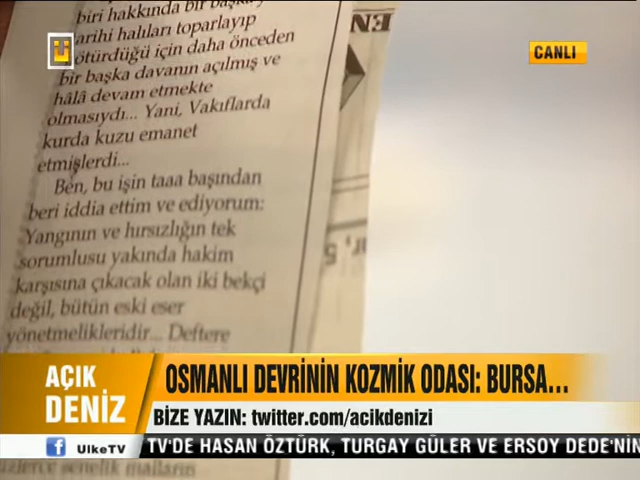 biri hakkında bir başka
tarihi halıları toparlayıp
götürdüğü için daha önceden
bir başka davanın açılmış ve
hâlâ devam etmekte
olmasıydı... Yani, Vakıflarda
kurda kuzu emanet
etmişlerdi...
Ben, bu işin taaa başından
beri iddia ettim ve ediyorum:
Yangının ve hırsızlığın tek
sorumlusu yakında hakim
karşısına çıkacak olan iki bekçi
değil, bütün eski eser
yönetmelikleridir... Deftere
CANLI
AÇIK
DENİZ
OSMANLI DEVRİNİN KOZMİK ODASI: BURSA...
BİZE YAZIN: twitter.com/acikdenizi
f UlkeTV
TV'DE HASAN ÖZTÜRK, TURGAY GÜLER VE ERSOY DEDE'NİN
senelik malların